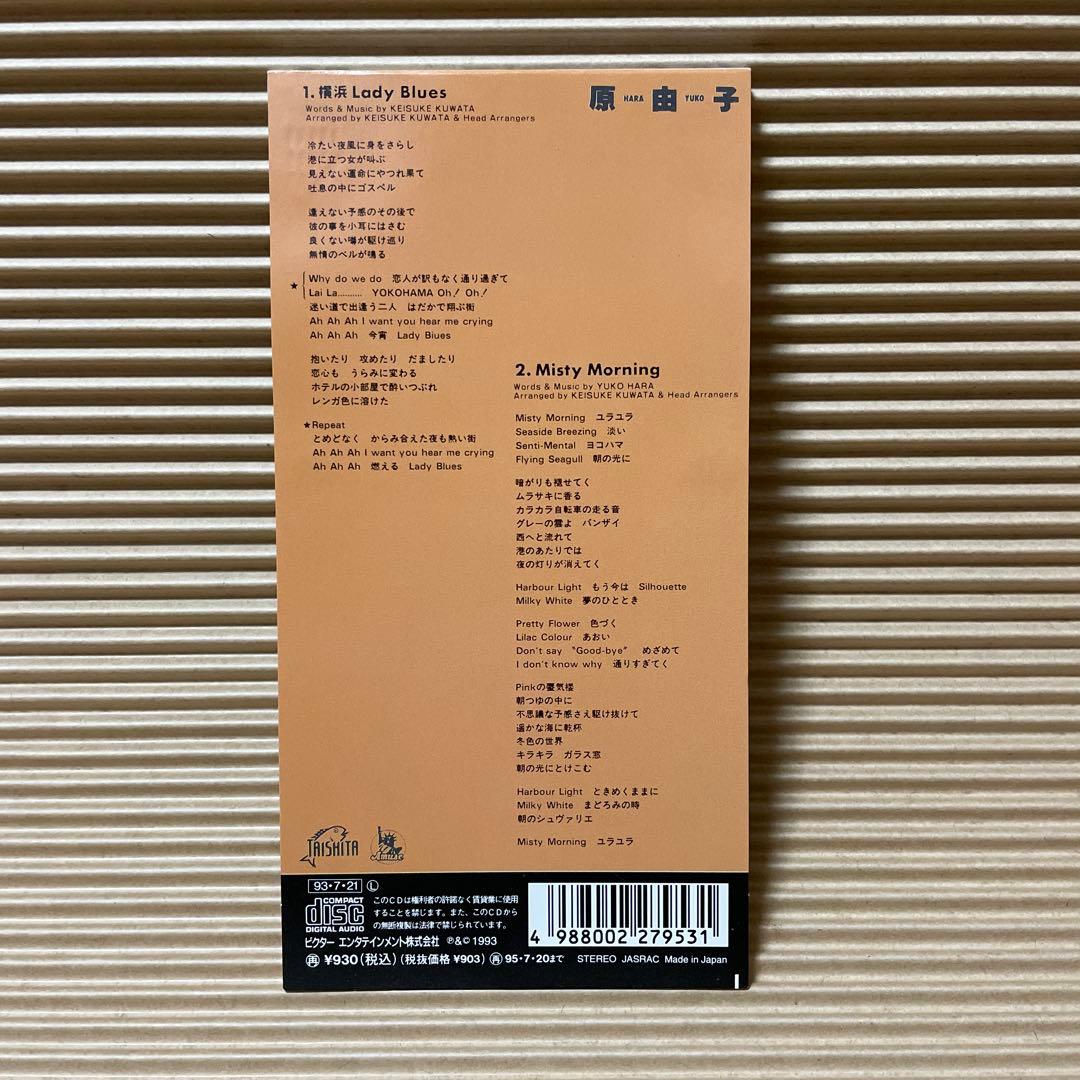 1.横浜 Lady Blues
Words & Music by KEISUKE KUWATA
Arranged by KEISUKE KUWATA & Head Arrangers
原 HARA 由 YUKO 子
冷たい夜風に身をさらし
港に立つ女が叫ぶ
見えない運命にやつれ果て
吐息の中にゴスペル
逢えない予感のその後で
彼の事を小耳にはさむ
良くない噂が駆け巡り
無情のベルが鳴る
★ Why do we do 恋人が訳もなく通り過ぎて
Lai La.......... YOKOHAMA Oh! Oh!
迷い道で出逢う二人 はだかで翔ぶ街
Ah Ah Ah I want you hear me crying
Ah Ah Ah 今宵 Lady Blues
抱いたり 攻めたり だましたり
恋心も うらみに変わる
ホテルの小部屋で酔いつぶれ
レンガ色に溶けた
★Repeat
とめどなく からみ合えた夜も熱い街
Ah Ah Ah I want you hear me crying
Ah Ah Ah 燃える Lady Blues
2. Misty Morning
Words & Music by YUKO HARA
Arranged by KEISUKE KUWATA & Head Arrangers
Misty Morning ユラユラ
Seaside Breezing 淡い
Senti-Mental ヨコハマ
Flying Seagull 朝の光に
暗がりも褪せてく
ムラサキに香る
カラカラ自転車の走る音
グレーの雲よ バンザイ
西へと流れて
港のあたりでは
夜の灯りが消えてく
Harbour Light もう今は Silhouette
Milky White 夢のひととき
Pretty Flower 色づく
Lilac Colour あおい
Don't say "Good-bye" めざめて
I don't know why 通りすぎてく
Pinkの蜃気楼
朝つゆの中に
不思議な予感さえ駆け抜けて
遥かな海に乾杯
冬色の世界
キラキラ ガラス窓
朝の光にとけこむ
Harbour Light ときめくままに
Milky White まどろみの時
朝のシュヴァリエ
Misty Morning ユラユラ
TAISHITA
Amuse
93・7・21 Ⓛ
COMPACT disc DIGITAL AUDIO
このCDは権利者の許諾なく賃貸業に使用
することを禁じます。また、このCDから
の無断複製は法律で禁じられています。
ビクター エンタテインメント株式会社 ℗&© 1993
4 988002 279531
再 ¥930(税込)(税抜価格 ¥903) 再 95・7・20まで STEREO JASRAC Made in Japan